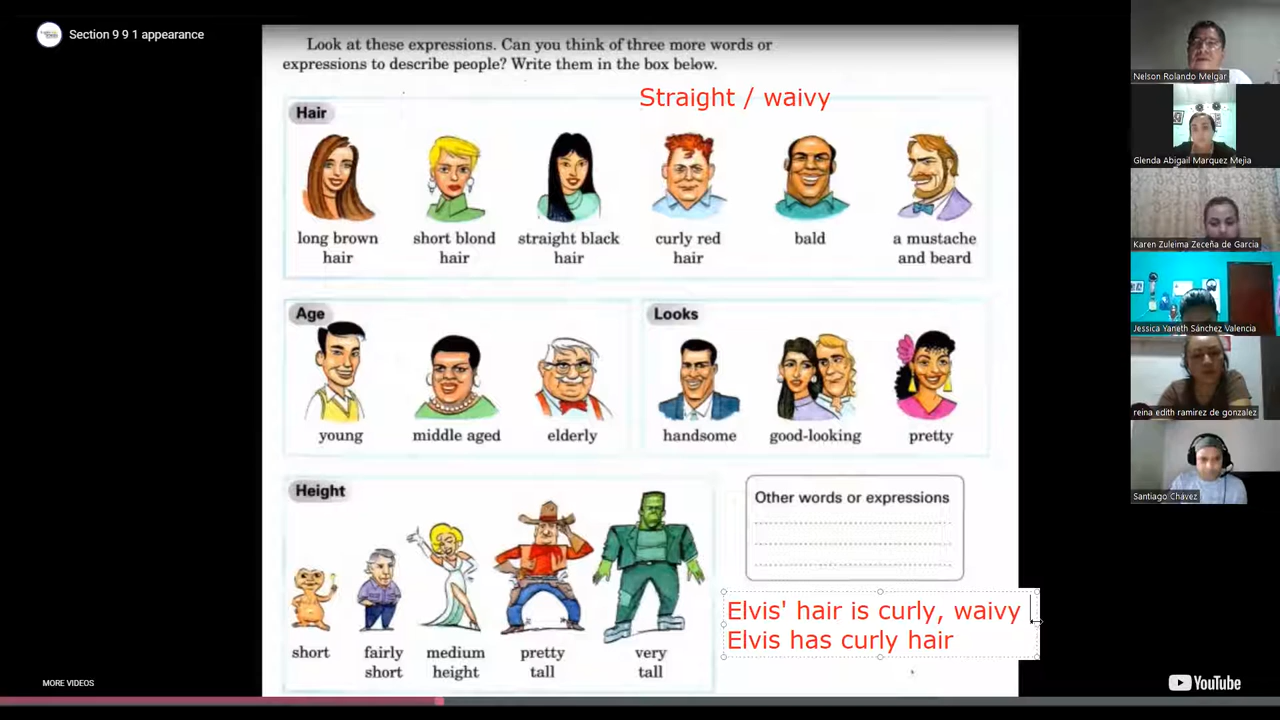 Section 9 9 1 appearance
Look at these expressions. Can you think of three more words or
expressions to describe people? Write them in the box below.
Straight / waivy
Hair
long brown
hair
short blond
hair
straight black
hair
curly red
hair
bald
a mustache
and beard
Age
young
middle aged
elderly
Looks
handsome
good-looking
pretty
Height
short
fairly
short
medium
height
pretty
tall
very
tall
Other words or expressions
Elvis' hair is curly, waivy
Elvis has curly hair
MORE VIDEOS
YouTube
Nelson Rolando Melgar
Glenda Abigail Marquez Mejia
Karen Zuleima Zeceña de Garcia
Jessica Yaneth Sánchez Valencia
reina edith ramirez de gonzalez
Santiago Chávez